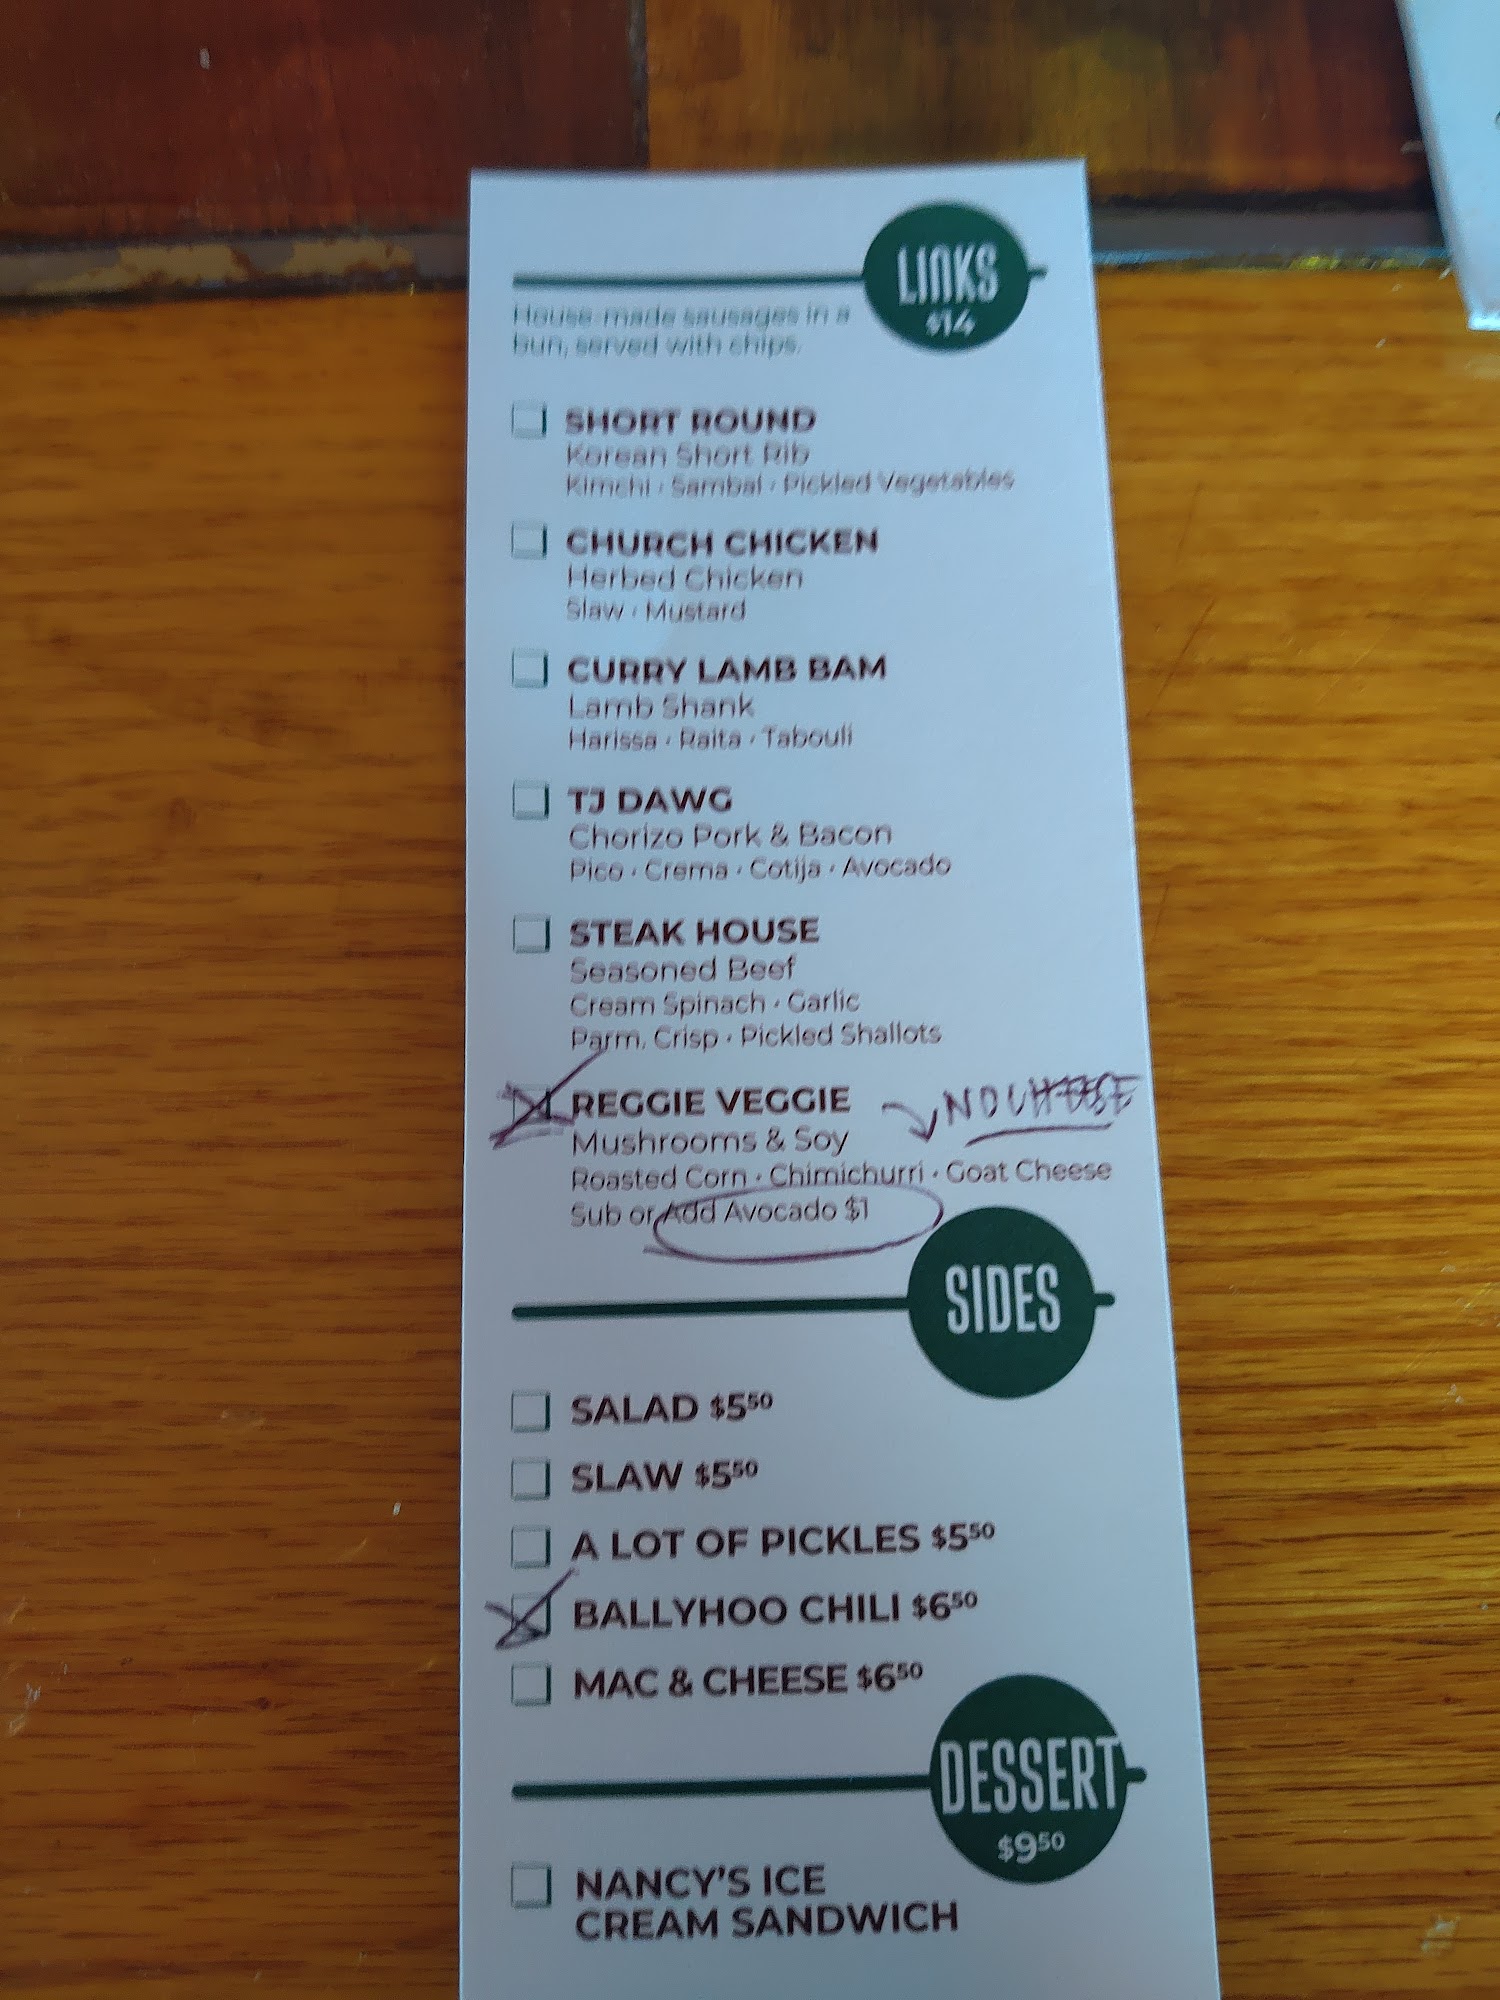 LINKS
$14
House-made sausages in a
bun, served with chips.
SHORT ROUND
Korean Short Rib
Kimchi · Sambal · Pickled Vegetables
CHURCH CHICKEN
Herbed Chicken
Slaw · Mustard
CURRY LAMB BAM
Lamb Shank
Harissa · Raita · Tabouli
TJ DAWG
Chorizo Pork & Bacon
Pico · Crema · Cotija · Avocado
STEAK HOUSE
Seasoned Beef
Cream Spinach · Garlic
Parm. Crisp · Pickled Shallots
REGGIE VEGGIE NO CHEESE
Mushrooms & Soy
Roasted Corn · Chimichurri · Goat Cheese
Sub or Add Avocado $1
SIDES
SALAD $5⁵⁰
SLAW $5⁵⁰
A LOT OF PICKLES $5⁵⁰
BALLYHOO CHILI $6⁵⁰
MAC & CHEESE $6⁵⁰
DESSERT
$9⁵⁰
NANCY'S ICE
CREAM SANDWICH